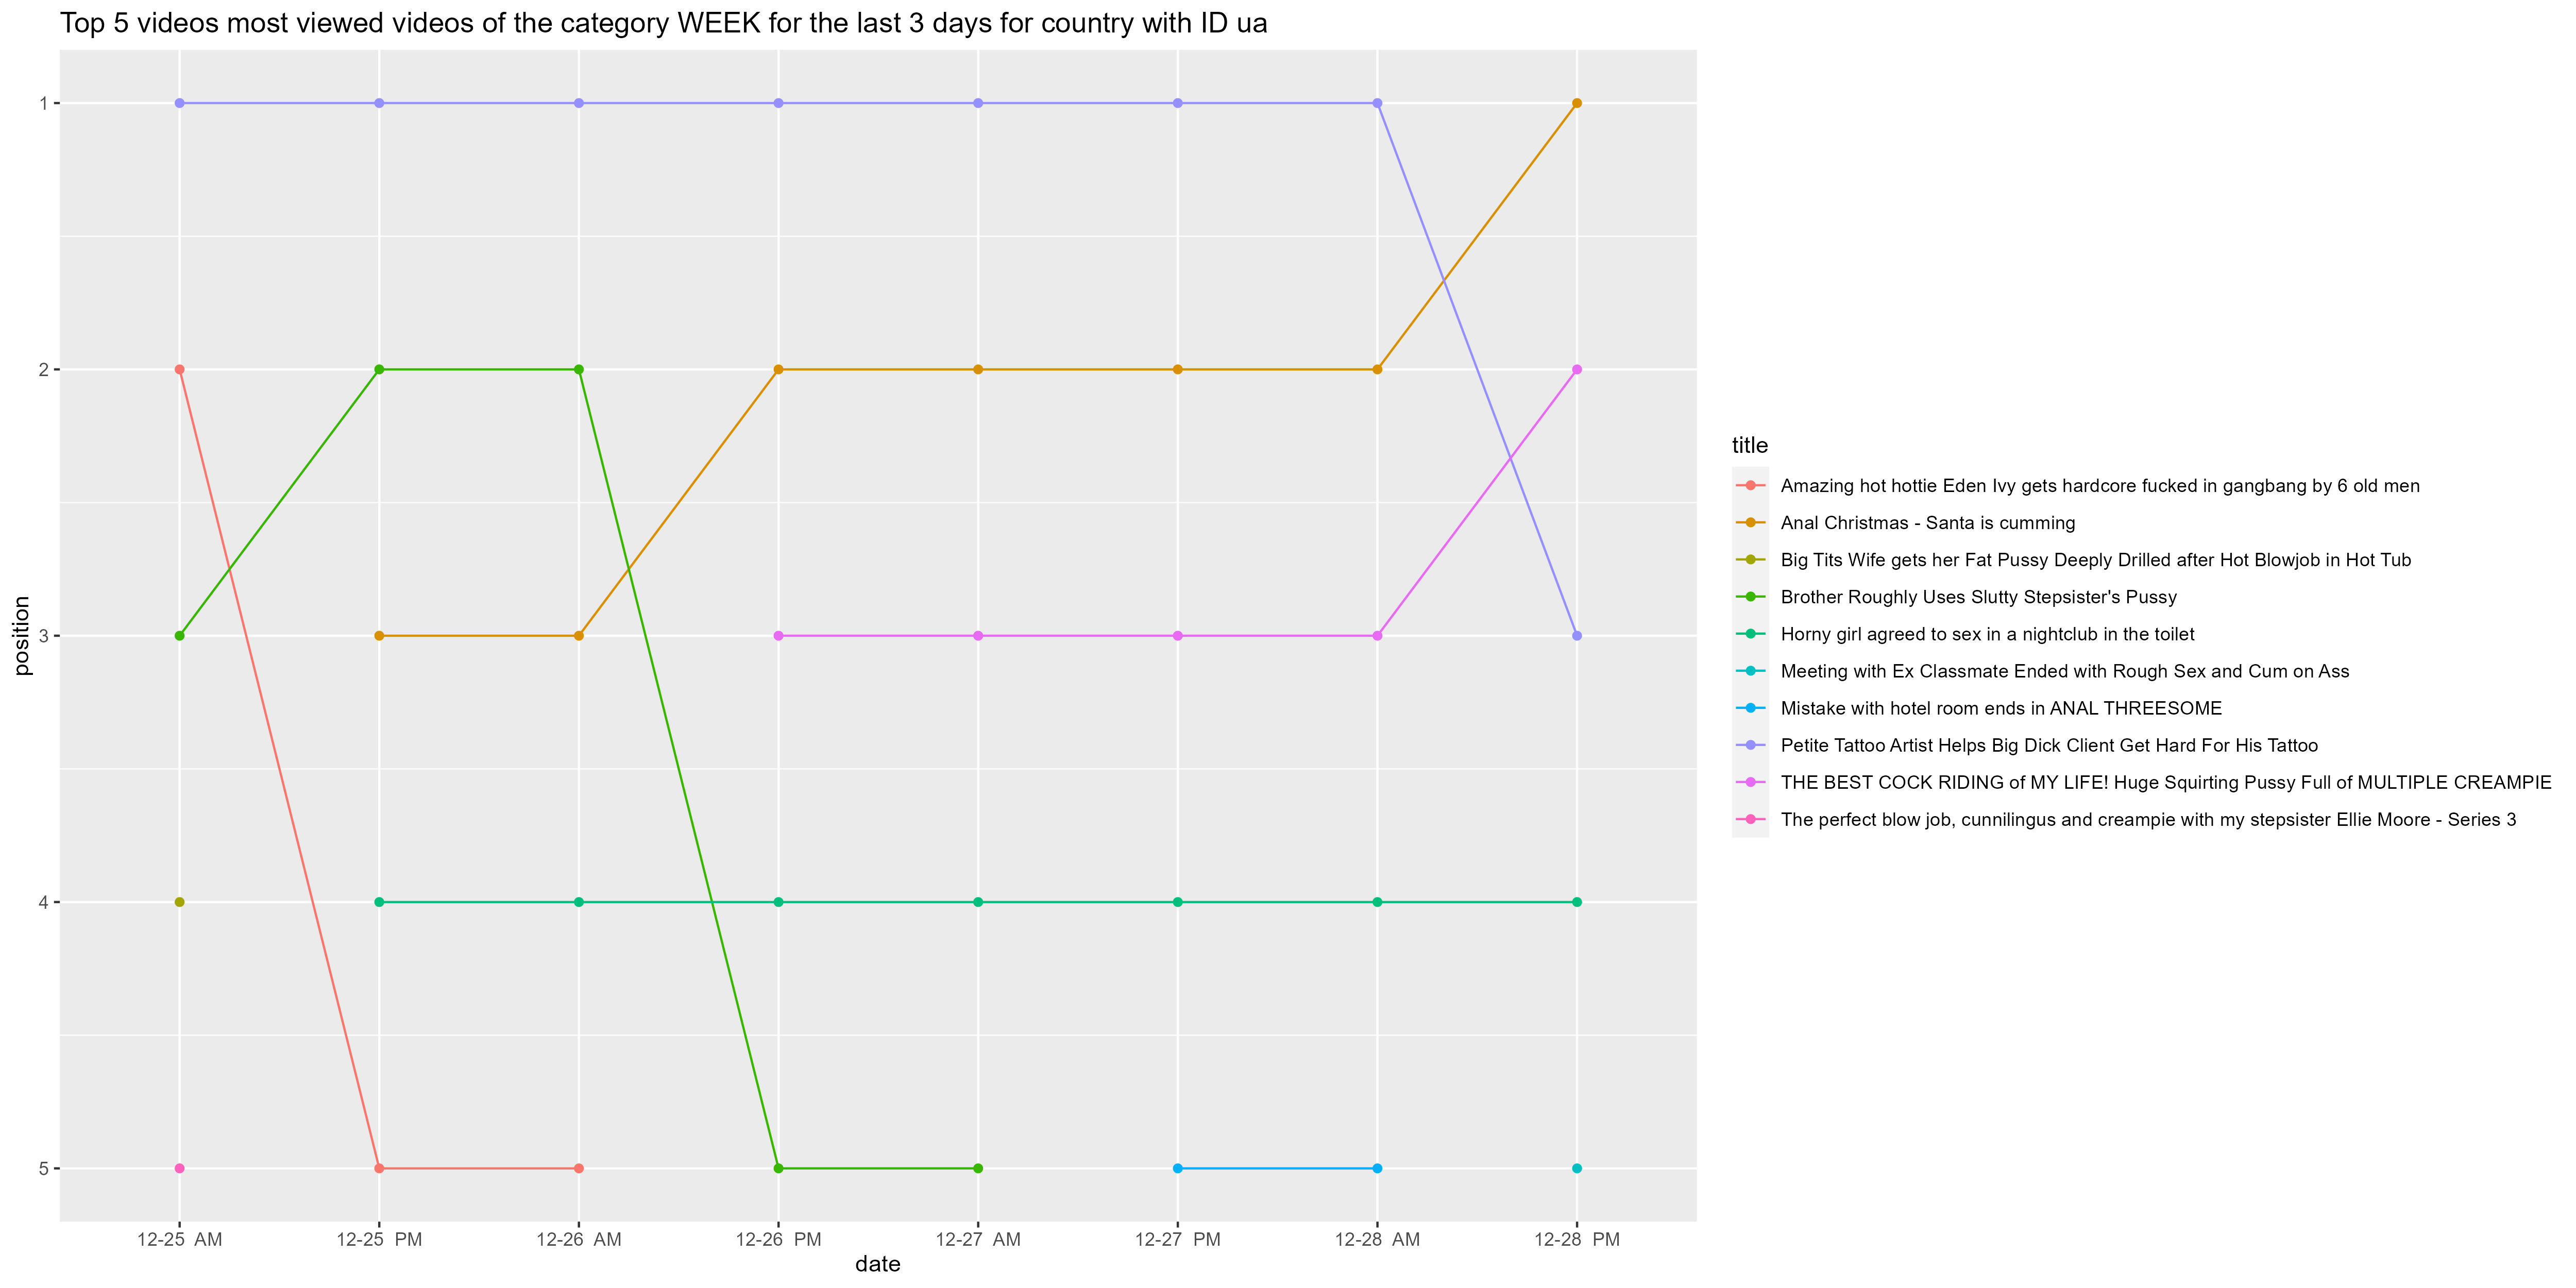 Top 5 videos most viewed videos of the category WEEK for the last 3 days for country with ID ua
position
1
2
3
4
5
12-25 AM
12-25 PM
12-26 AM
12-26 PM
12-27 AM
12-27 PM
12-28 AM
12-28 PM
date
title
Amazing hot hottie Eden Ivy gets hardcore fucked in gangbang by 6 old men
Anal Christmas - Santa is cumming
Big Tits Wife gets her Fat Pussy Deeply Drilled after Hot Blowjob in Hot Tub
Brother Roughly Uses Slutty Stepsister's Pussy
Horny girl agreed to sex in a nightclub in the toilet
Meeting with Ex Classmate Ended with Rough Sex and Cum on Ass
Mistake with hotel room ends in ANAL THREESOME
Petite Tattoo Artist Helps Big Dick Client Get Hard For His Tattoo
THE BEST COCK RIDING of MY LIFE! Huge Squirting Pussy Full of MULTIPLE CREAMPIE
The perfect blow job, cunnilingus and creampie with my stepsister Ellie Moore - Series 3